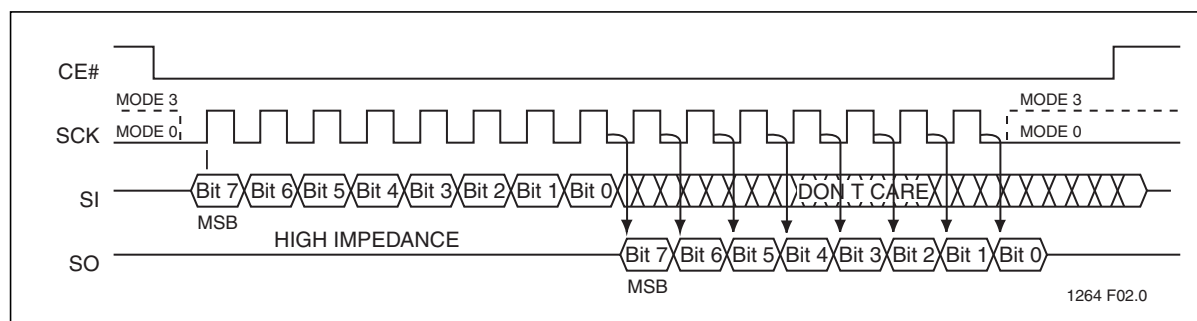 CE#
MODE 3 MODE 3
SCK MODE 0 MODE 0
SI Bit 7 Bit 6 Bit 5 Bit 4 Bit 3 Bit 2 Bit 1 Bit 0 DON T CARE
MSB
HIGH IMPEDANCE
SO Bit 7 Bit 6 Bit 5 Bit 4 Bit 3 Bit 2 Bit 1 Bit 0
MSB
1264 F02.0